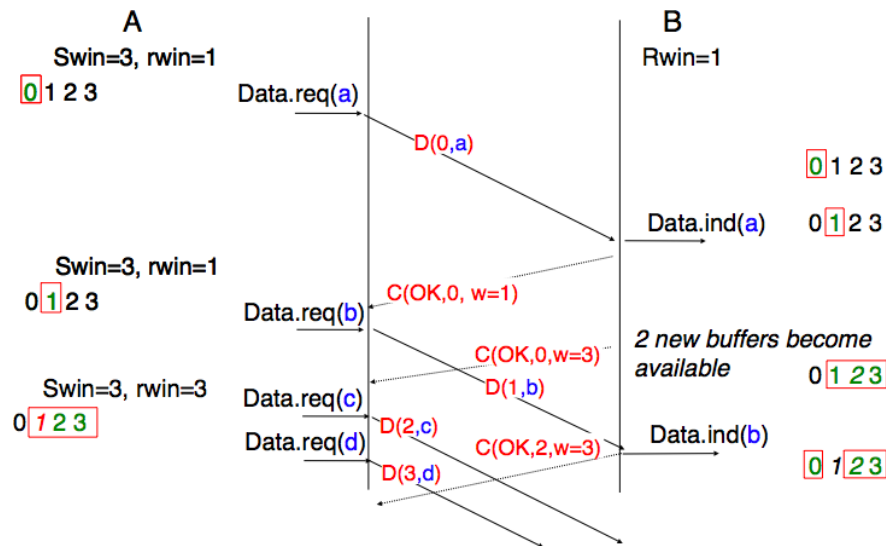 A
B
Swin=3, rwin=1
Rwin=1
0 1 2 3
Data.req(a)
D(0,a)
0 1 2 3
Data.ind(a)
0 1 2 3
Swin=3, rwin=1
0 1 2 3
C(OK,0, w=1)
Data.req(b)
C(OK,0,w=3)
2 new buffers become
available
0 1 2 3
D(1,b)
Swin=3, rwin=3
0 1 2 3
Data.req(c)
D(2,c)
Data.req(d)
D(3,d)
C(OK,2,w=3)
Data.ind(b)
0 1 2 3